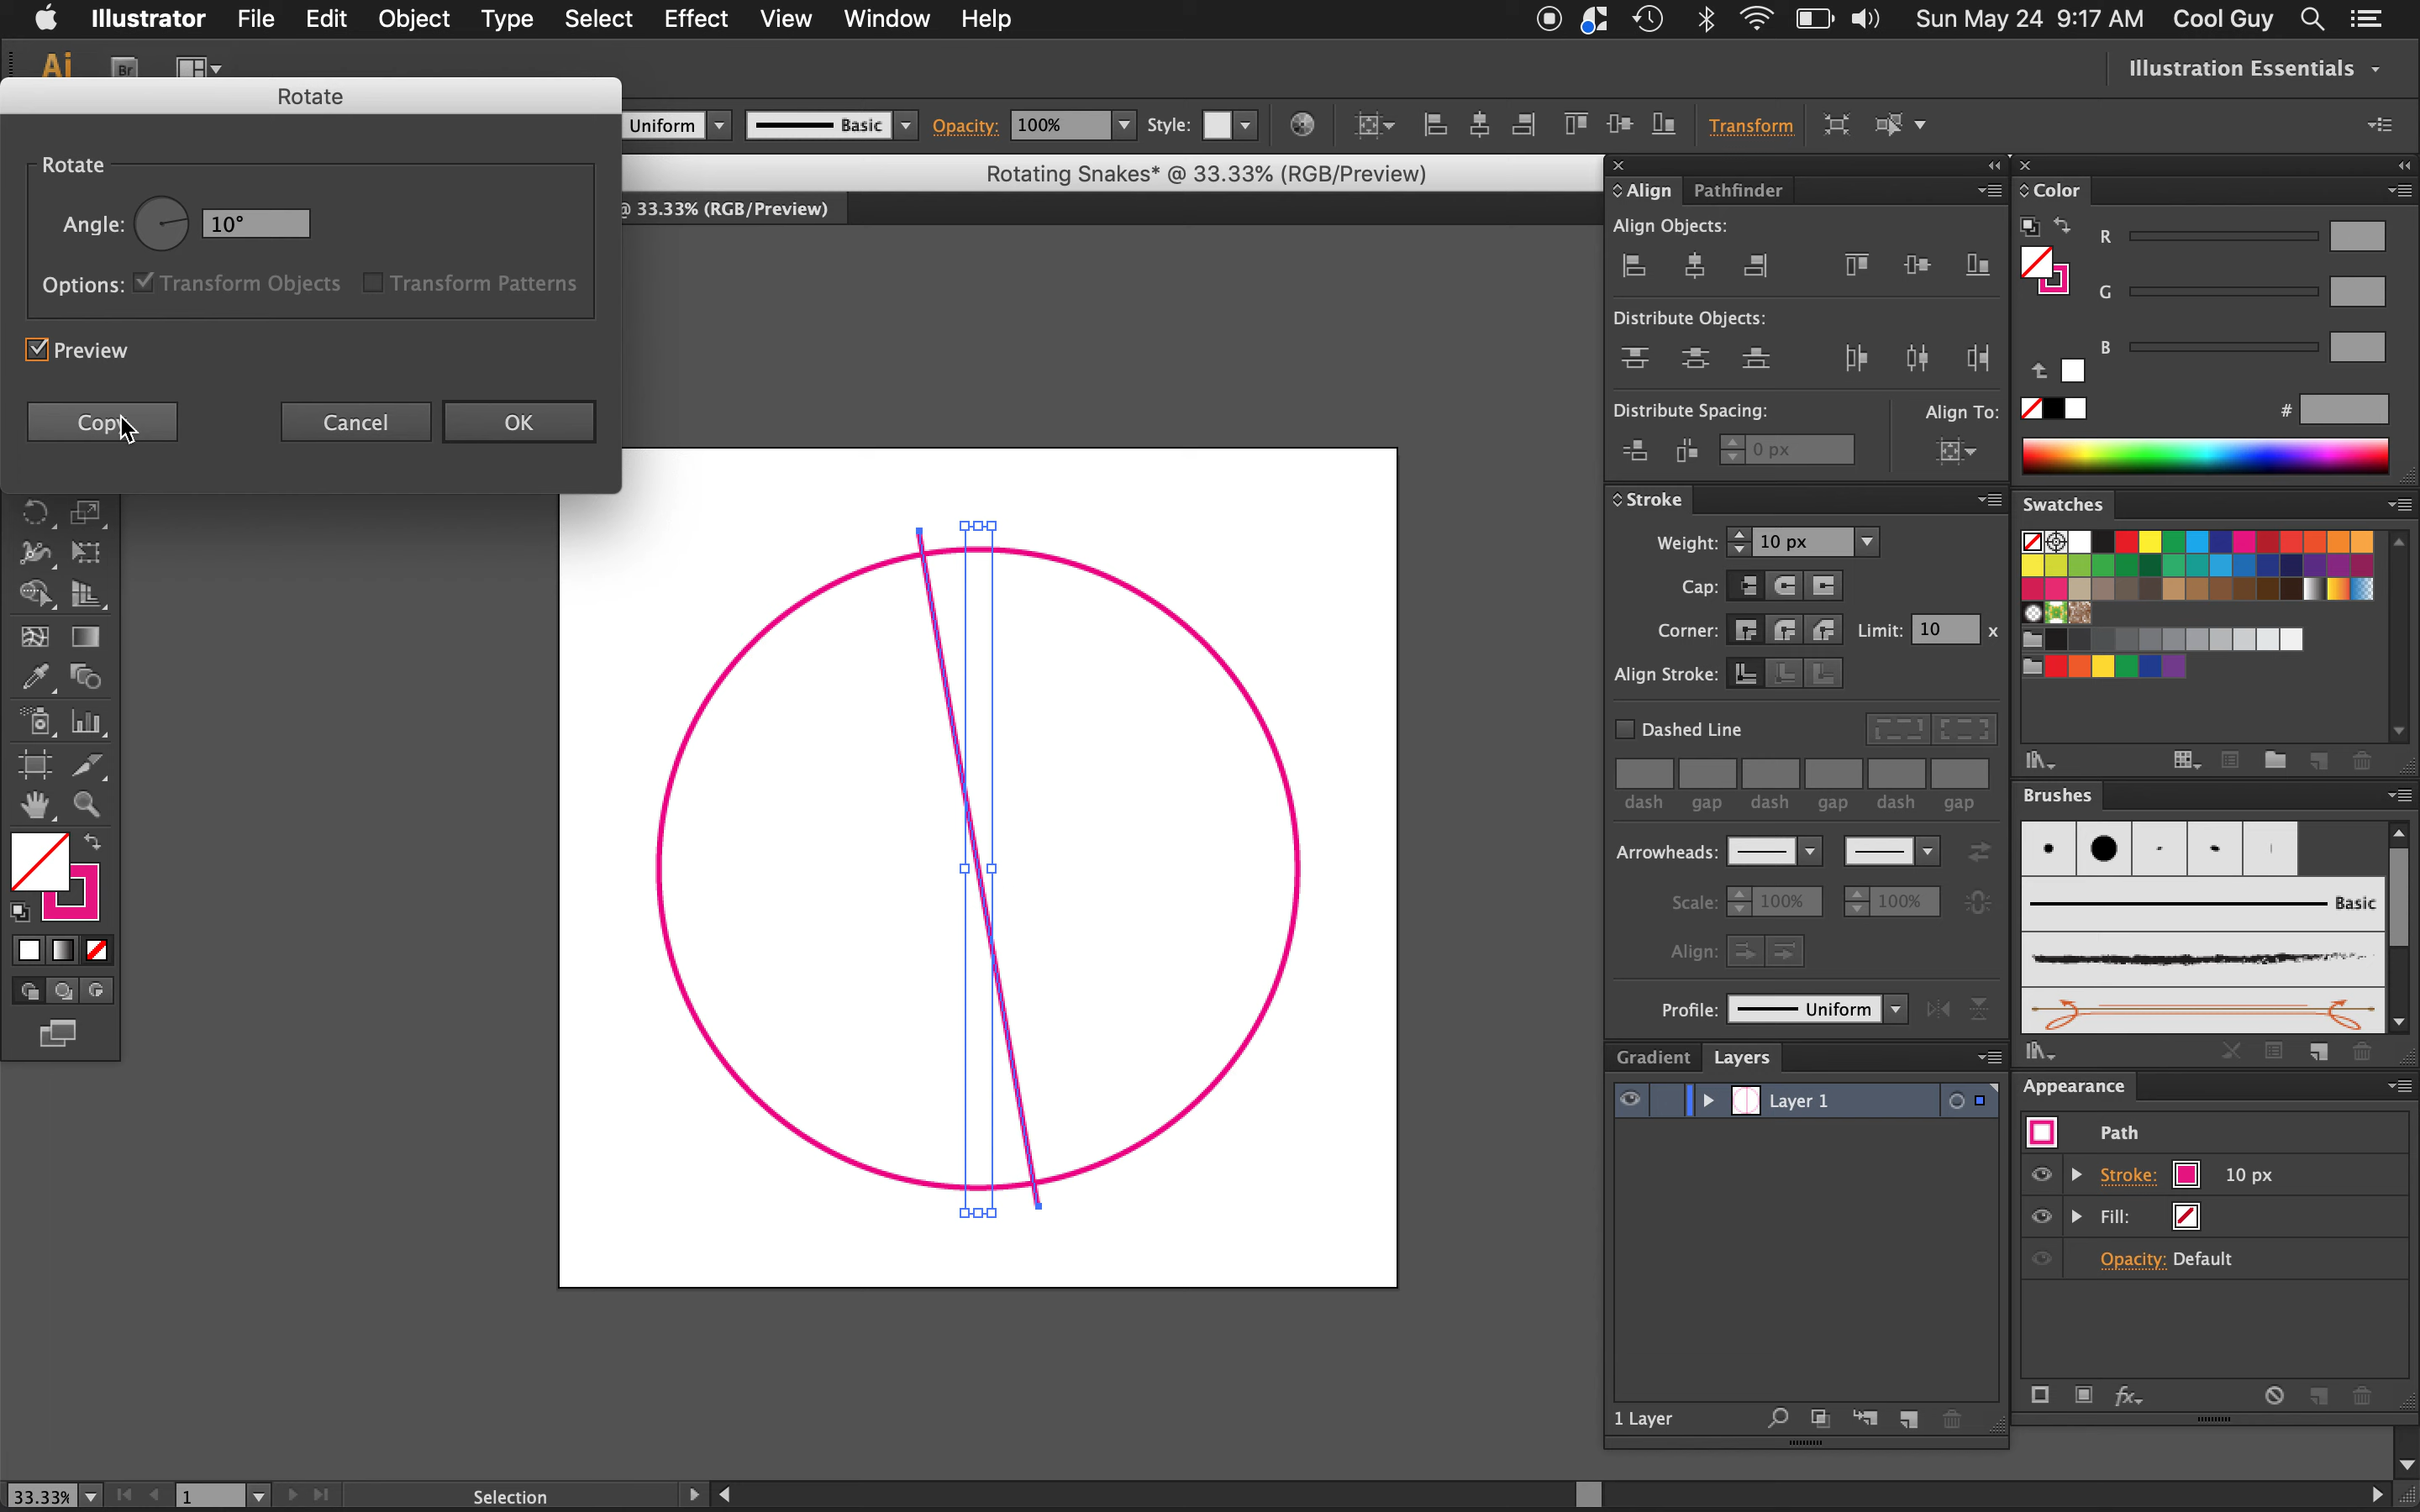 Illustrator File Edit Object Type Select Effect View Window Help Sun May 24 9:17 AM Cool Guy
Ai Br Illustration Essentials
Rotate
Uniform Basic Opacity: 100% Style: Transform
Rotate
Angle: 10°
Options: Transform Objects Transform Patterns
Preview
Copy Cancel OK
Rotating Snakes* @ 33.33% (RGB/Preview)
@ 33.33% (RGB/Preview)
Align Pathfinder
Align Objects:
Distribute Objects:
Distribute Spacing: Align To:
0 px
Stroke
Weight: 10 px
Cap:
Corner: Limit: 10 x
Align Stroke:
Dashed Line
dash gap dash gap dash gap
Arrowheads:
Scale: 100% 100%
Align:
Profile: Uniform
Gradient Layers
Layer 1
1 Layer
Color
R
G
B
#
Swatches
Brushes
Basic
Appearance
Path
Stroke: 10 px
Fill:
Opacity: Default
fx
33.33% 1 Selection